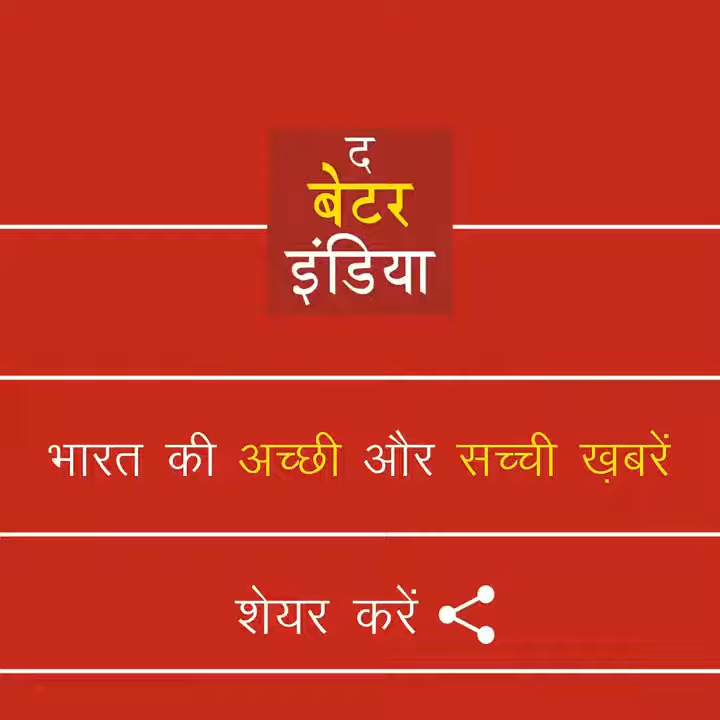 द
बेटर
इंडिया
भारत की अच्छी और सच्ची ख़बरें
शेयर करें